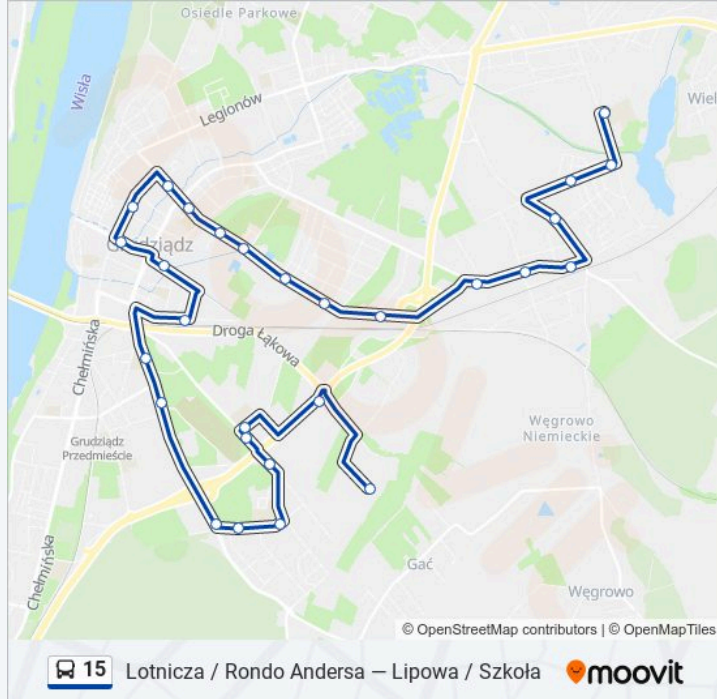 Osiedle Parkowe
Wisła
Legionów
Wiel
Grudziądz
Droga Łąkowa
Chełmińska
Węgrowo
Niemieckie
Grudziądz
Przedmieście
Chełmińska
Gać
Węgrowo
© OpenStreetMap contributors | © OpenMapTiles
15 Lotnicza / Rondo Andersa — Lipowa / Szkoła moovit